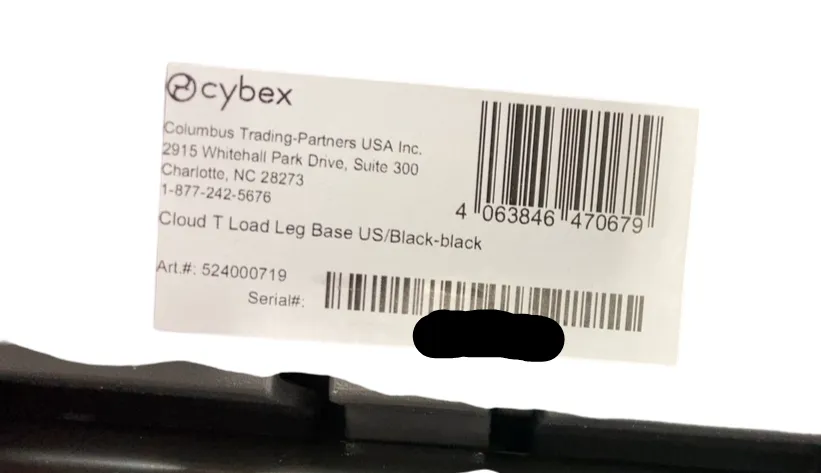 cybex
Columbus Trading-Partners USA Inc.
2915 Whitehall Park Drive, Suite 300
Charlotte, NC 28273
1-877-242-5676
Cloud T Load Leg Base US/Black-black
4 063846 470679
Art.#: 524000719
Serial#: